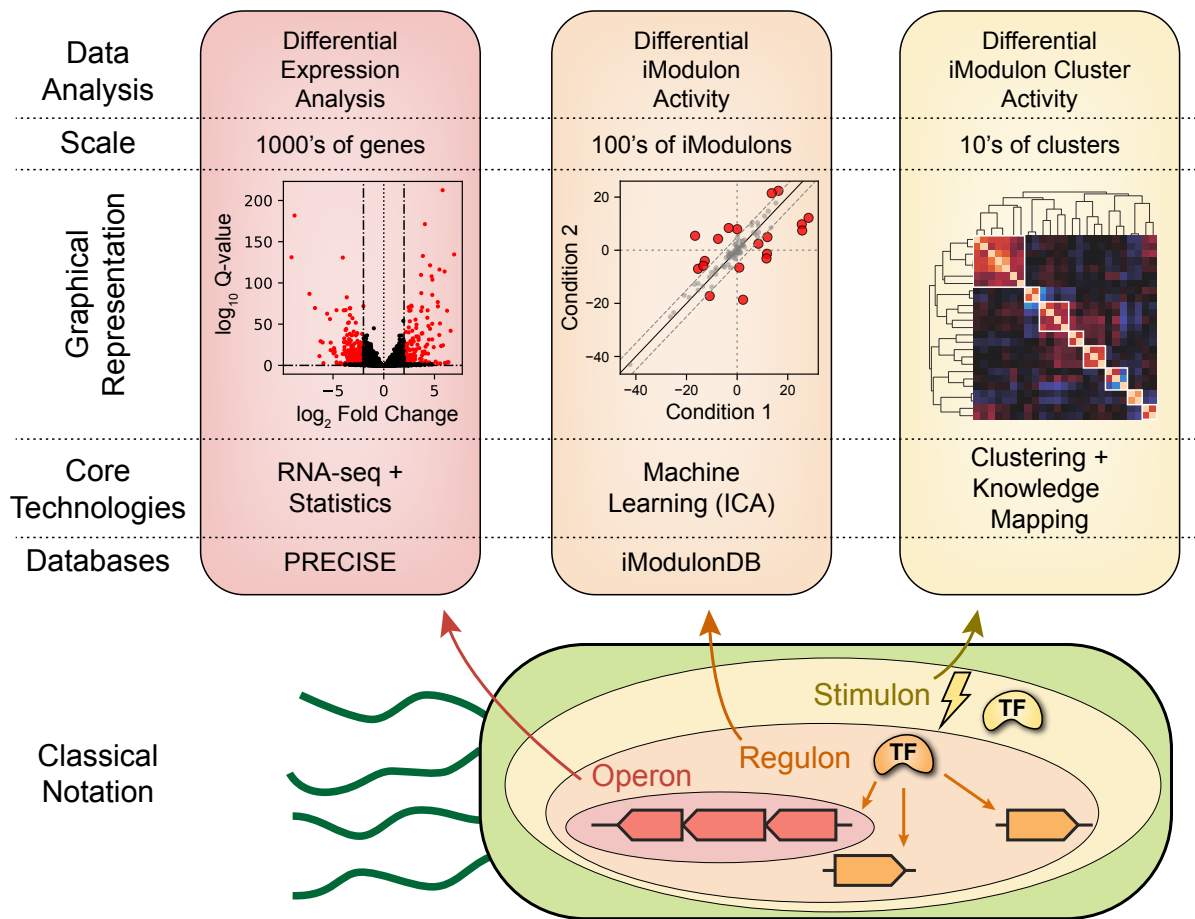 Data
Analysis
Differential
Expression
Analysis
Differential
iModulon
Activity
Differential
iModulon Cluster
Activity
Scale
1000's of genes
100's of iModulons
10's of clusters
Graphical
Representation
log10 Q-value
200
150
100
50
0
−5
0
5
log2 Fold Change
Condition 2
20
0
−20
−40
−40
−20
0
20
Condition 1
Core
Technologies
RNA-seq +
Statistics
Machine
Learning (ICA)
Clustering +
Knowledge
Mapping
Databases
PRECISE
iModulonDB
Classical
Notation
Stimulon
TF
Regulon
TF
Operon